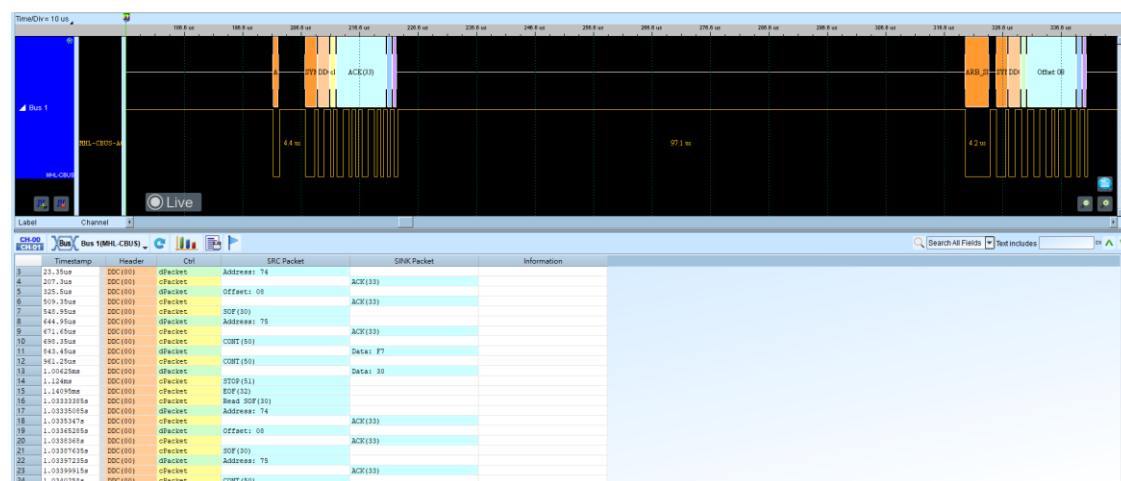 Time/Div= 10 us
Bus 1
MHL-CBUS
MHL-CBUS-A
ACK(33)
4.4 us
97.1 us
4.2 us
Offset 08
Live
Label Channel
CH-00 CH-01 Bus Bus 1(MHL-CBUS) Search All Fields Text includes
Timestamp Header Ctrl SRC Packet SINK Packet Information
3 23.35us DDC(00) dPacket Address: 74
4 207.3us DDC(00) cPacket ACK(33)
5 325.5us DDC(00) dPacket Offset: 08
6 509.35us DDC(00) cPacket ACK(33)
7 548.95us DDC(00) cPacket SOF(30)
8 644.95us DDC(00) dPacket Address: 75
9 671.65us DDC(00) cPacket ACK(33)
10 698.35us DDC(00) cPacket CONT(50)
11 843.45us DDC(00) dPacket Data: F7
12 961.25us DDC(00) cPacket CONT(50)
13 1.00625ms DDC(00) dPacket Data: 30
14 1.124ms DDC(00) cPacket STOP(51)
15 1.14095ms DDC(00) cPacket EOF(32)
16 1.03333385s DDC(00) cPacket Read SOF(30)
17 1.03335085s DDC(00) dPacket Address: 74
18 1.0335347s DDC(00) cPacket ACK(33)
19 1.03365285s DDC(00) dPacket Offset: 08
20 1.0338368s DDC(00) cPacket ACK(33)
21 1.03387635s DDC(00) cPacket SOF(30)
22 1.03397235s DDC(00) dPacket Address: 75
23 1.03399915s DDC(00) cPacket ACK(33)